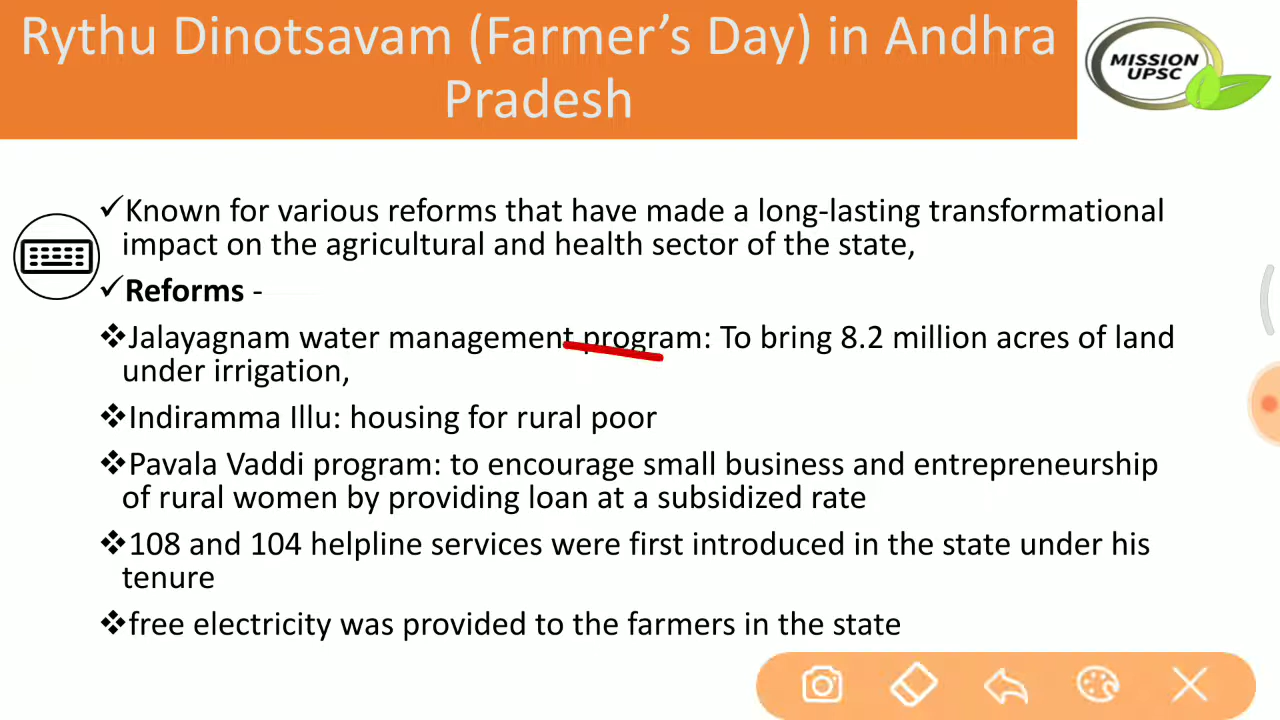 Rythu Dinotsavam (Farmer’s Day) in Andhra
Pradesh
MISSION
UPSC
✓Known for various reforms that have made a long-lasting transformational
impact on the agricultural and health sector of the state,
✓Reforms -
❖Jalayagnam water management program: To bring 8.2 million acres of land
under irrigation,
❖Indiramma Illu: housing for rural poor
❖Pavala Vaddi program: to encourage small business and entrepreneurship
of rural women by providing loan at a subsidized rate
❖108 and 104 helpline services were first introduced in the state under his
tenure
❖free electricity was provided to the farmers in the state